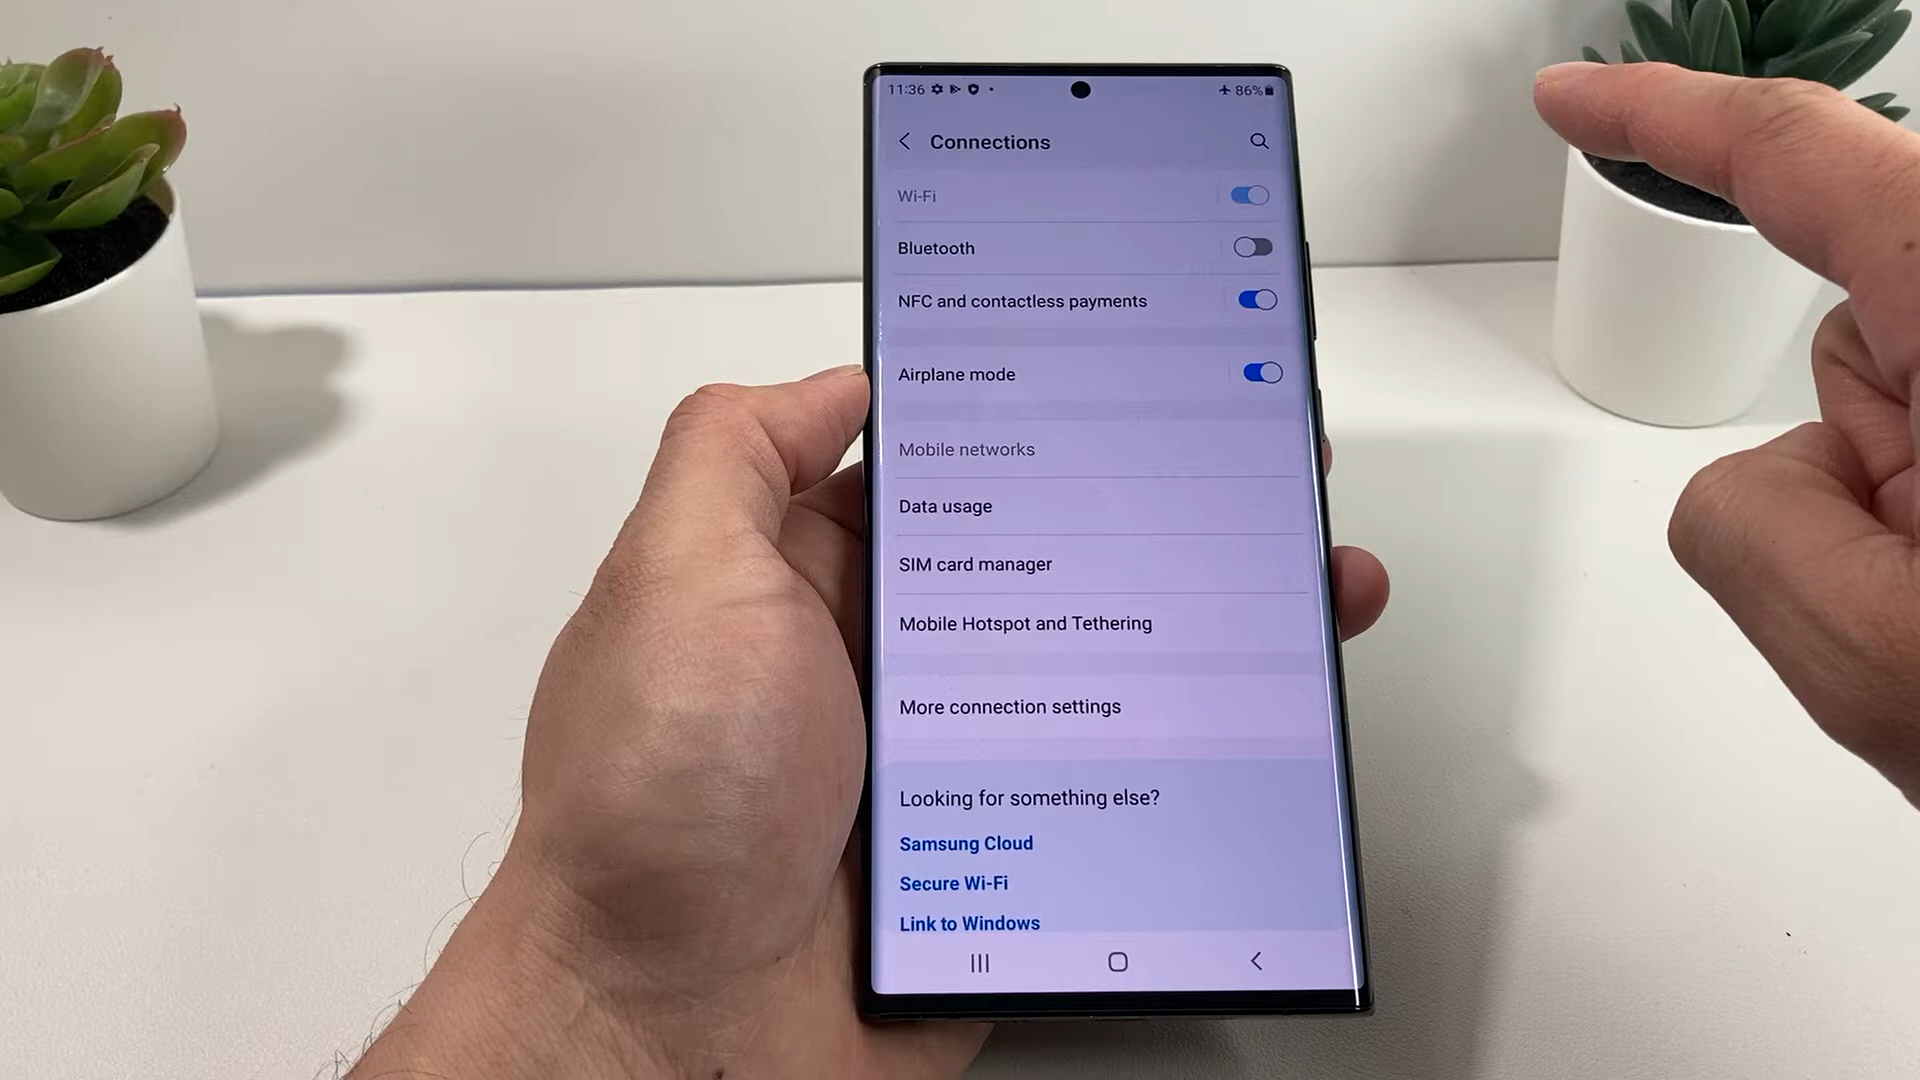 11:36 86%
Connections
Wi-Fi
Bluetooth
NFC and contactless payments
Airplane mode
Mobile networks
Data usage
SIM card manager
Mobile Hotspot and Tethering
More connection settings
Looking for something else?
Samsung Cloud
Secure Wi-Fi
Link to Windows